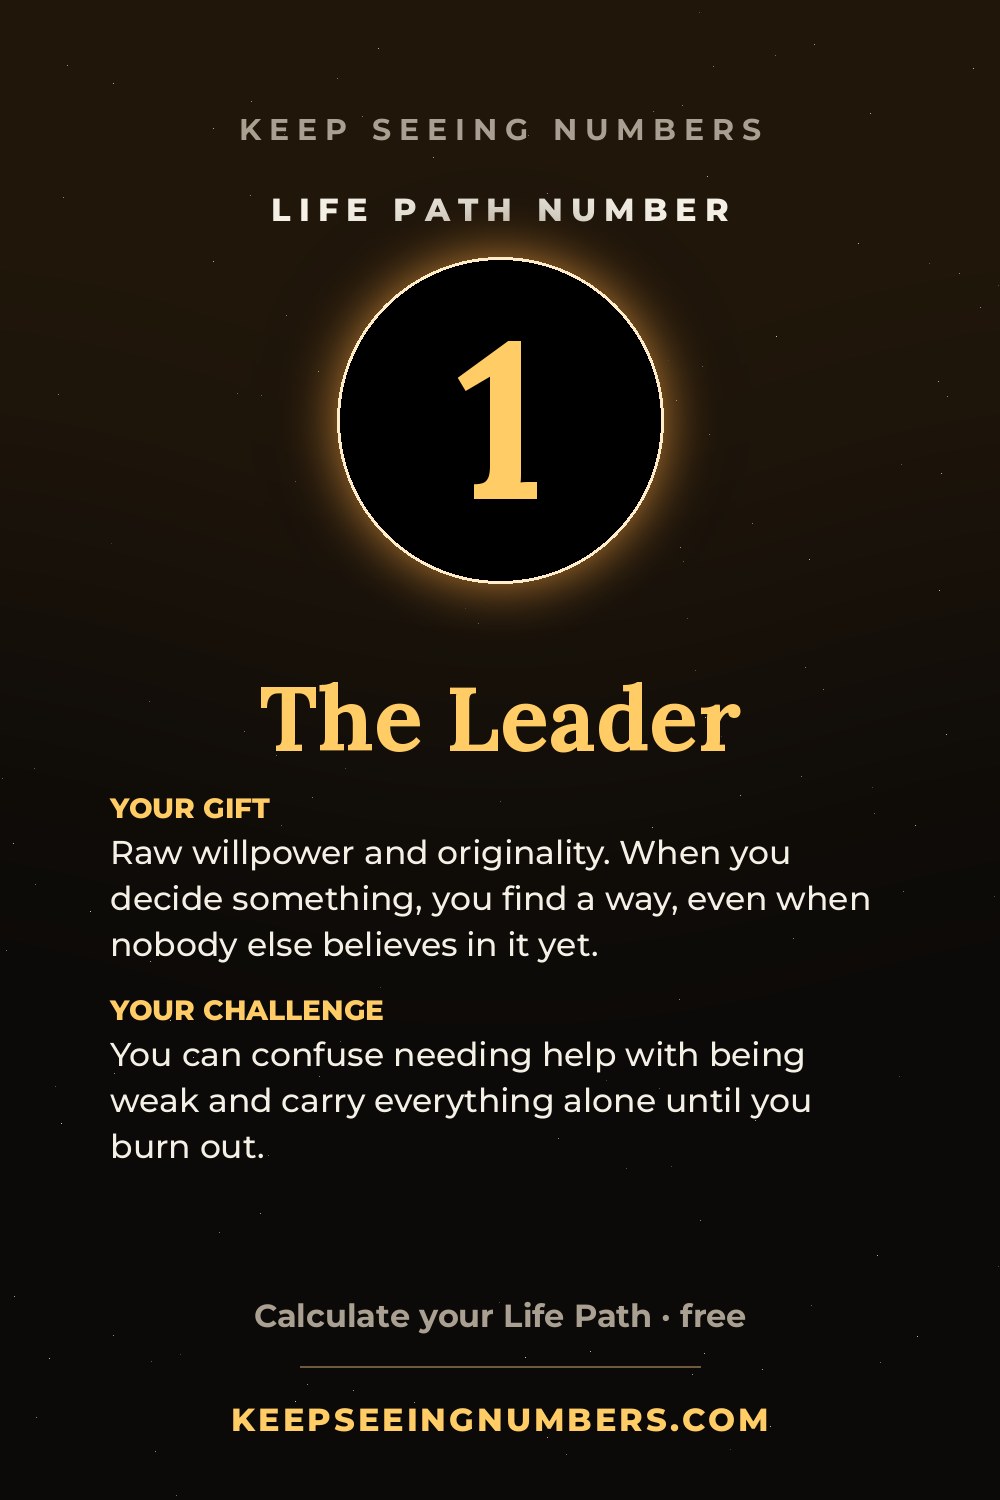 KEEP SEEING NUMBERS
LIFE PATH NUMBER
1
The Leader
YOUR GIFT
Raw willpower and originality. When you
decide something, you find a way, even when
nobody else believes in it yet.
YOUR CHALLENGE
You can confuse needing help with being
weak and carry everything alone until you
burn out.
Calculate your Life Path · free
KEEPSEEINGNUMBERS.COM